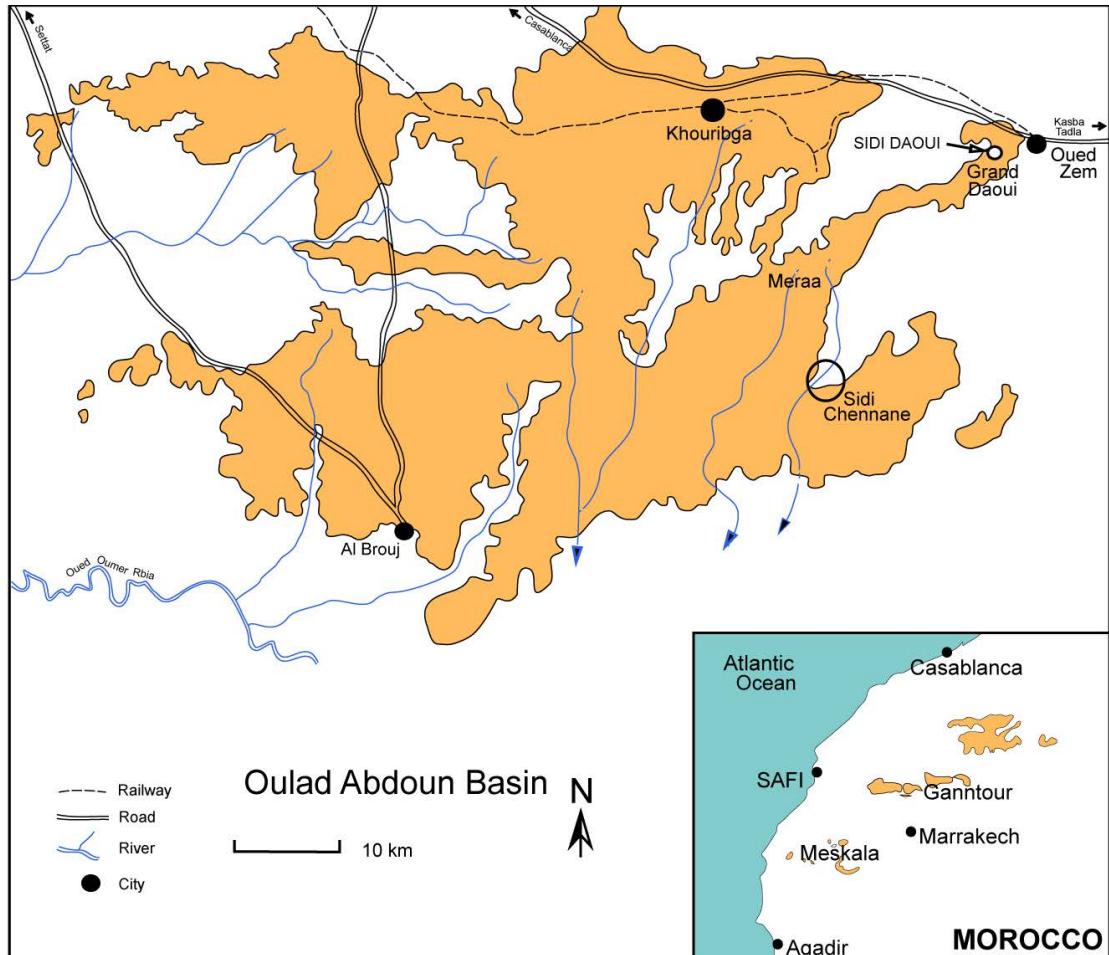 Settat
Casablanca
Khouribga
Kasba
Tadla
SIDI DAOUI
Oued
Zem
Grand
Daoui
Meraa
Sidi
Chennane
Al Brouj
Oued Oumer Rbia
Oulad Abdoun Basin
N
Railway
Road
River
City
10 km
Atlantic
Ocean
Casablanca
SAFI
Ganntour
Marrakech
Meskala
Agadir
MOROCCO